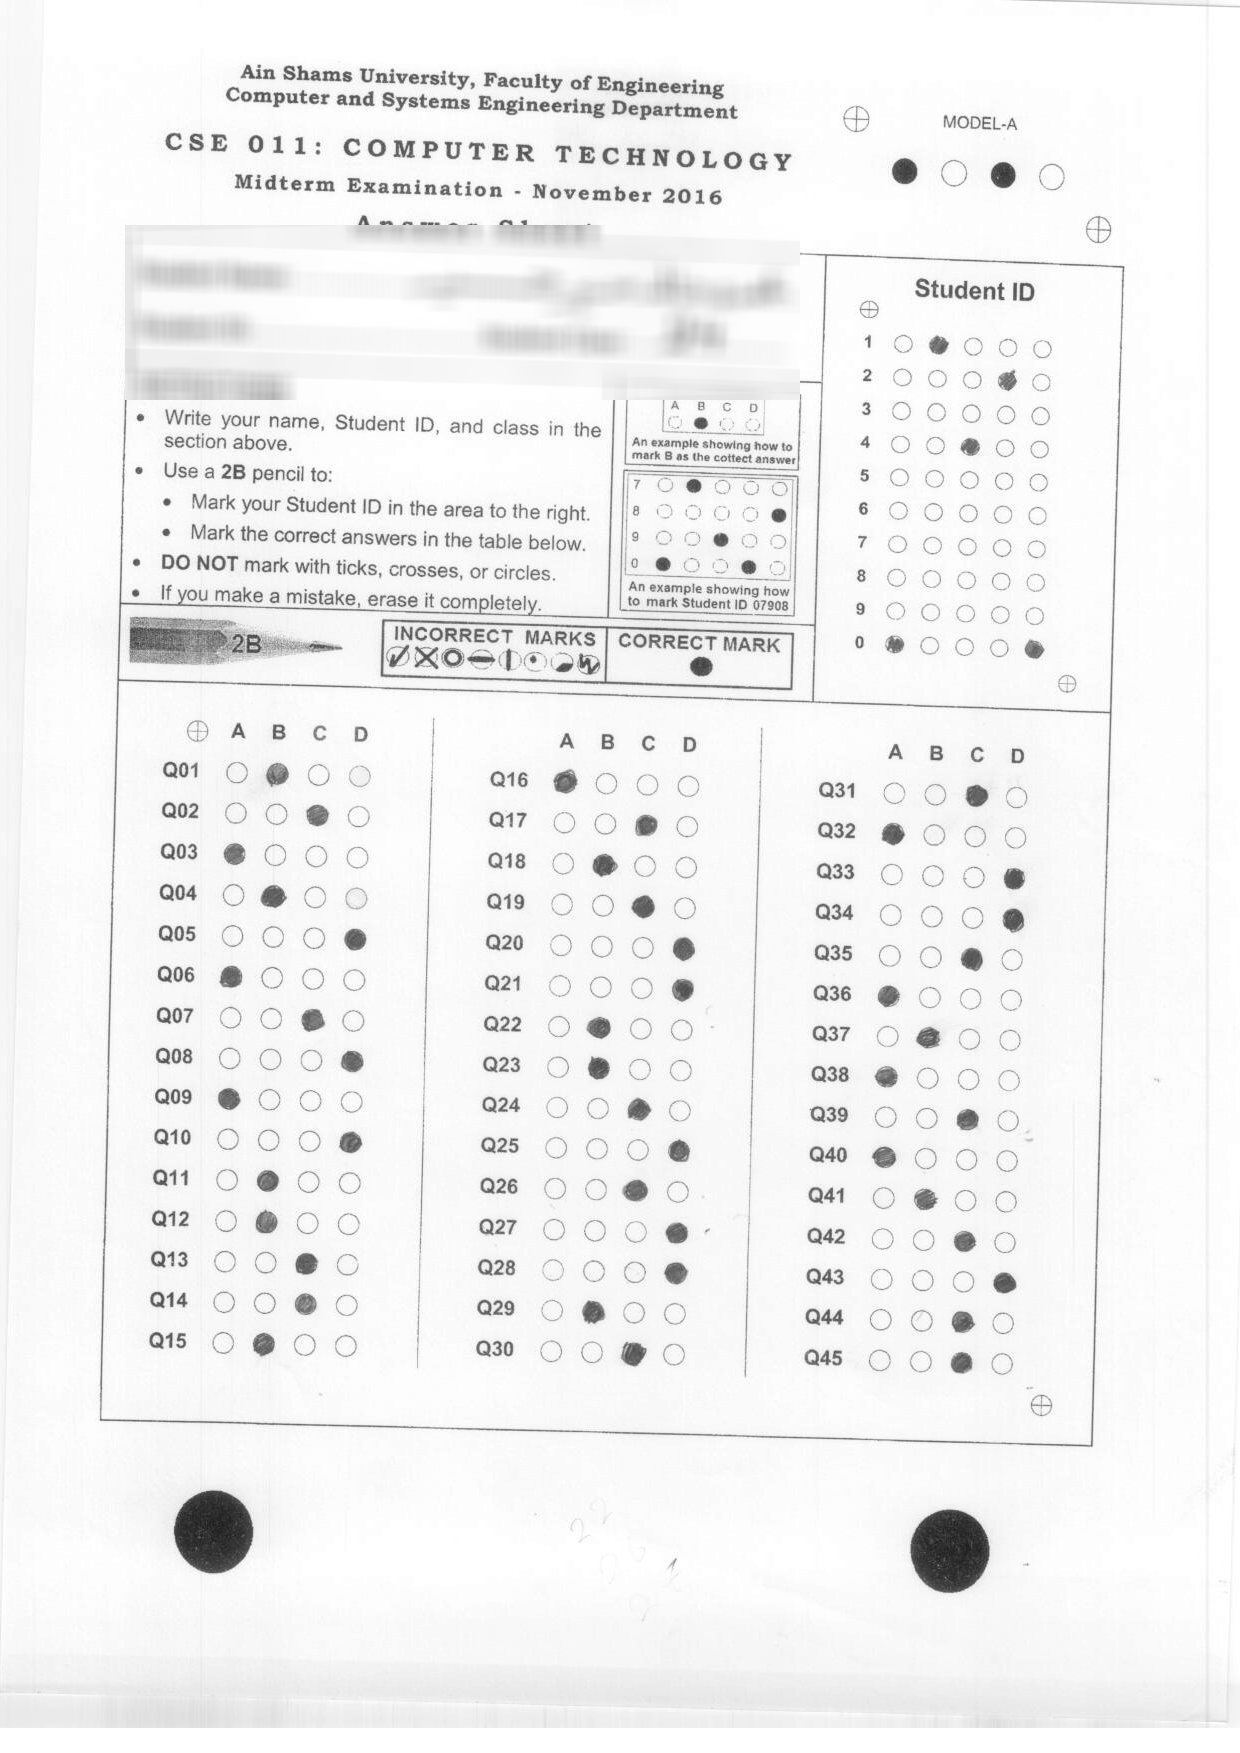 Ain Shams University, Faculty of Engineering
Computer and Systems Engineering Department
CSE 011: COMPUTER TECHNOLOGY
Midterm Examination - November 2016
MODEL-A
Student ID
1
2
3
4
5
6
7
8
9
0
• Write your name, Student ID, and class in the
section above.
• Use a 2B pencil to:
• Mark your Student ID in the area to the right.
• Mark the correct answers in the table below.
• DO NOT mark with ticks, crosses, or circles.
• If you make a mistake, erase it completely.
A B C D
An example showing how to
mark B as the cottect answer
7
8
9
0
An example showing how
to mark Student ID 07908
2B
INCORRECT MARKS
CORRECT MARK
A B C D
Q01
Q02
Q03
Q04
Q05
Q06
Q07
Q08
Q09
Q10
Q11
Q12
Q13
Q14
Q15
A B C D
Q16
Q17
Q18
Q19
Q20
Q21
Q22
Q23
Q24
Q25
Q26
Q27
Q28
Q29
Q30
A B C D
Q31
Q32
Q33
Q34
Q35
Q36
Q37
Q38
Q39
Q40
Q41
Q42
Q43
Q44
Q45